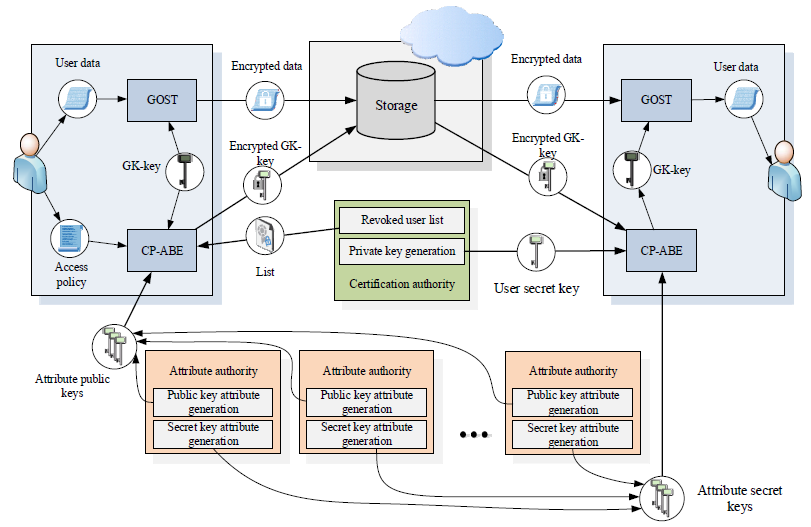 User data
GOST
GK-key
Access
policy
CP-ABE
Encrypted data
Encrypted GK-
key
List
Storage
Revoked user list
Private key generation
Certification authority
Encrypted data
Encrypted GK-
key
User secret key
GOST
User data
GK-key
CP-ABE
Attribute public
keys
Attribute authority
Public key attribute
generation
Secret key attribute
generation
Attribute authority
Public key attribute
generation
Secret key attribute
generation
Attribute authority
Public key attribute
generation
Secret key attribute
generation
Attribute secret
keys